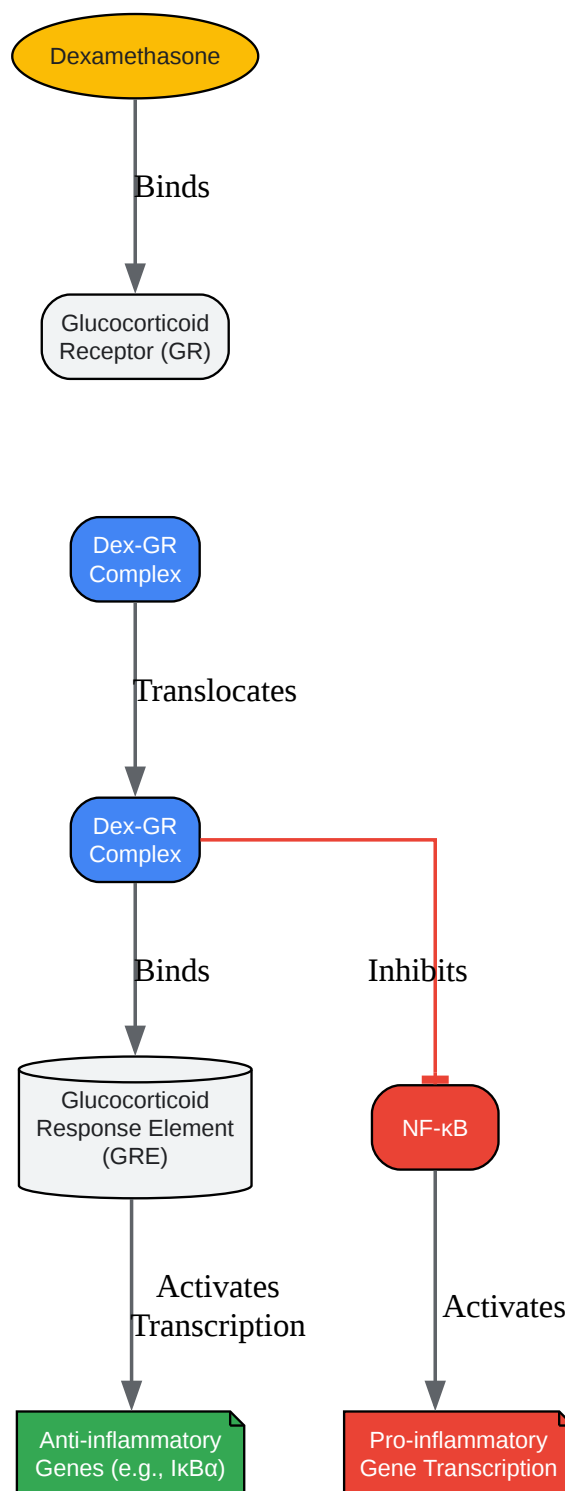 Dexamethasone
Binds
Glucocorticoid
Receptor (GR)
Dex-GR
Complex
Translocates
Dex-GR
Complex
Binds
Inhibits
Glucocorticoid
Response Element
(GRE)
NF-κB
Activates
Transcription
Activates
Anti-inflammatory
Genes (e.g., IκBα)
Pro-inflammatory
Gene Transcription